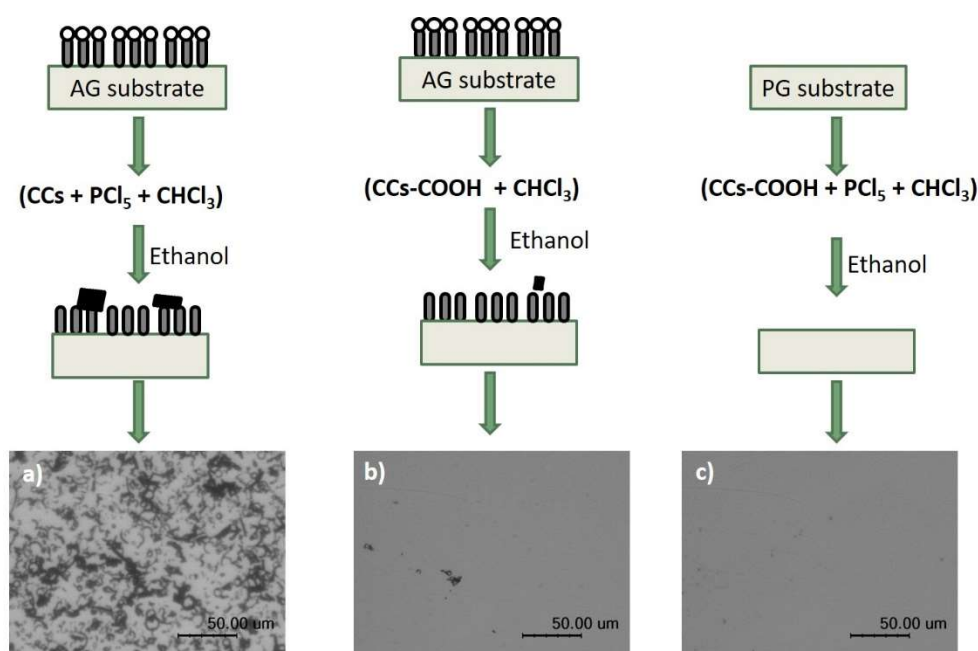 AG substrate
(CCs + PCl₅ + CHCl₃)
Ethanol
a)
50.00 um
AG substrate
(CCs-COOH + CHCl₃)
Ethanol
b)
50.00 um
PG substrate
(CCs-COOH + PCl₅ + CHCl₃)
Ethanol
c)
50.00 um